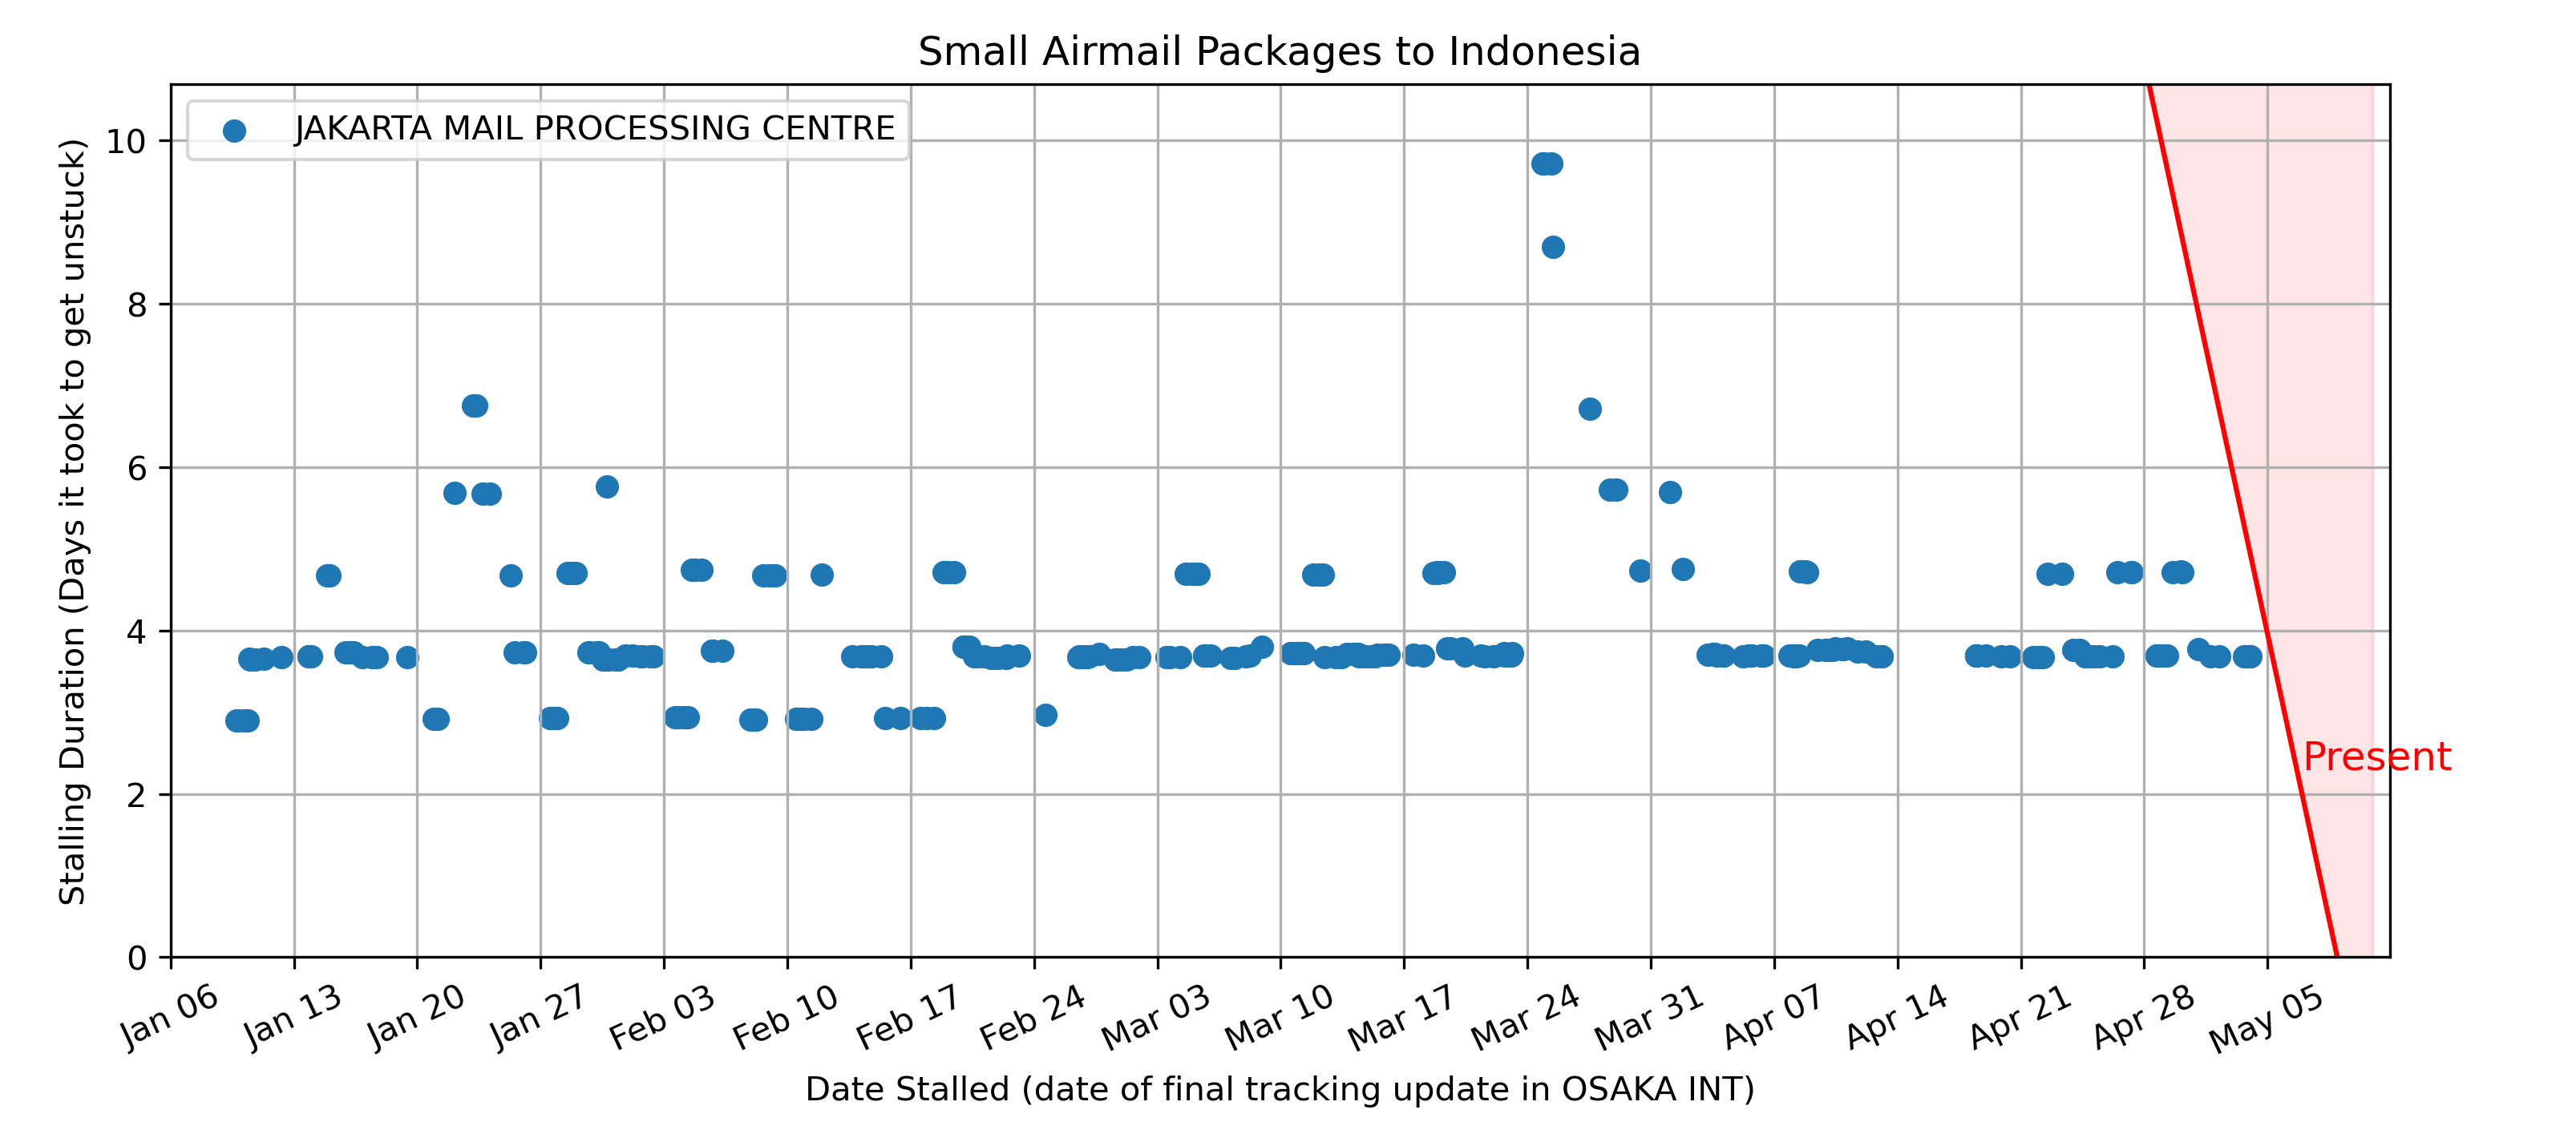 Small Airmail Packages to Indonesia
JAKARTA MAIL PROCESSING CENTRE
Stalling Duration (Days it took to get unstuck)
10
8
6
4
2
0
Present
Jan 06
Jan 13
Jan 20
Jan 27
Feb 03
Feb 10
Feb 17
Feb 24
Mar 03
Mar 10
Mar 17
Mar 24
Mar 31
Apr 07
Apr 14
Apr 21
Apr 28
May 05
Date Stalled (date of final tracking update in OSAKA INT)